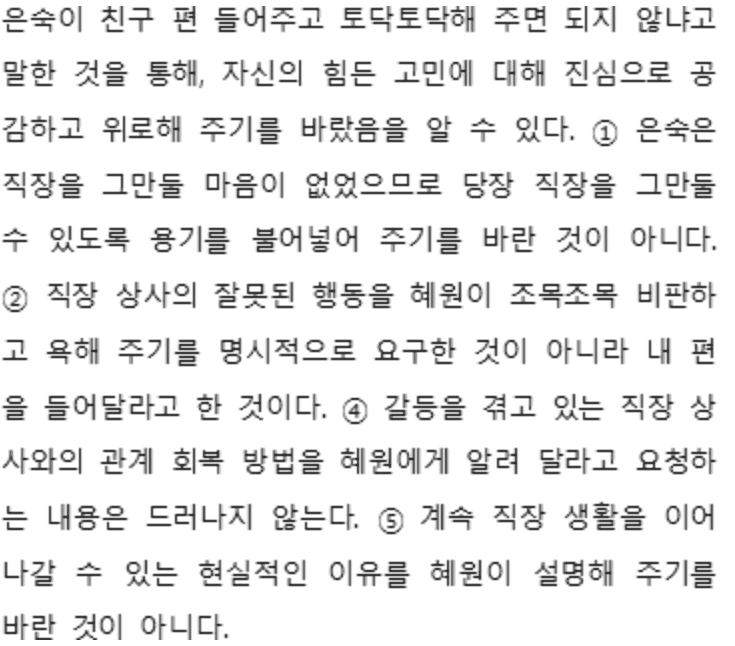 은숙이 친구 편 들어주고 토닥토닥해 주면 되지 않냐고
말한 것을 통해, 자신의 힘든 고민에 대해 진심으로 공
감하고 위로해 주기를 바랐음을 알 수 있다. ① 은숙은
직장을 그만둘 마음이 없었으므로 당장 직장을 그만둘
수 있도록 용기를 불어넣어 주기를 바란 것이 아니다.
② 직장 상사의 잘못된 행동을 혜원이 조목조목 비판하
고 욕해 주기를 명시적으로 요구한 것이 아니라 내 편
을 들어달라고 한 것이다. ④ 갈등을 겪고 있는 직장 상
사와의 관계 회복 방법을 혜원에게 알려 달라고 요청하
는 내용은 드러나지 않는다. ⑤ 계속 직장 생활을 이어
나갈 수 있는 현실적인 이유를 혜원이 설명해 주기를
바란 것이 아니다.